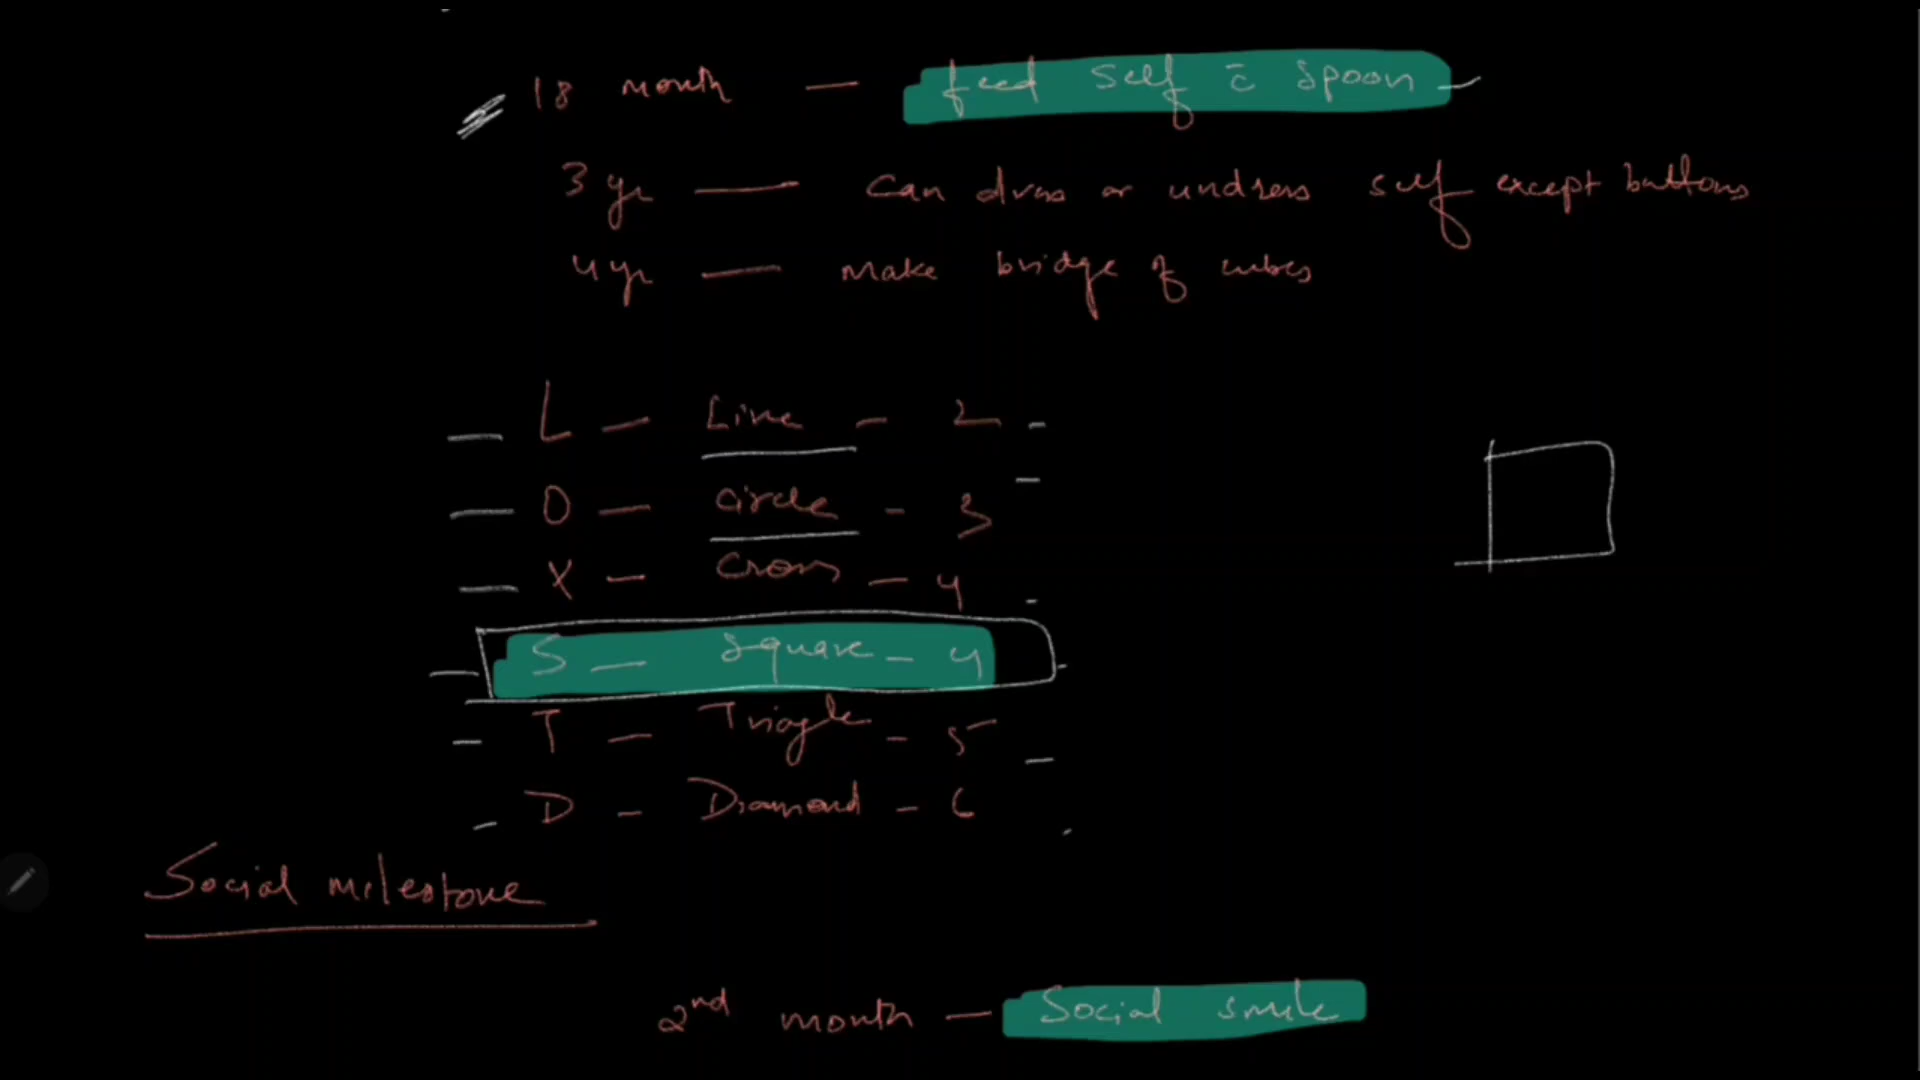 18 month — feed self c̄ spoon
3 yr — can dress or undress self except buttons
4 yr — make bridge of cubes
L — Line - 2
O — circle - 3
X — Cross - 4
S — square - 4
T — Triagle - 5
D - Diamond - 6
Social milestone
2nd month — Social smile